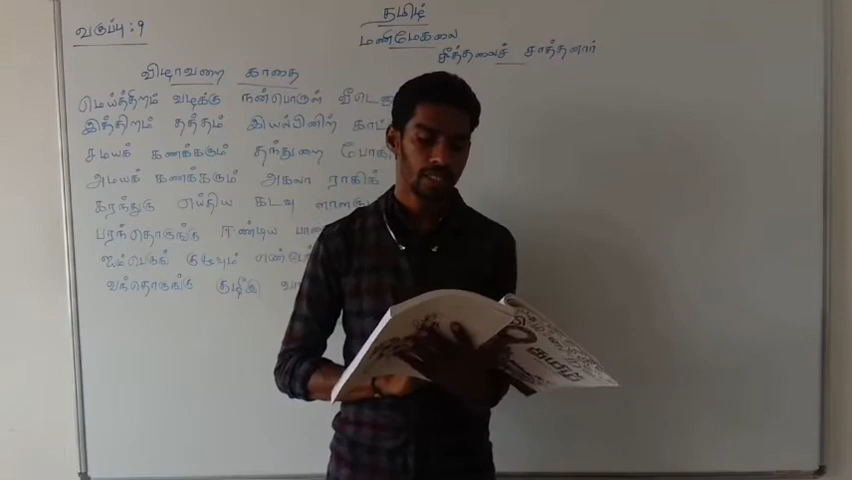 வகுப்பு : 9
தமிழ்
மணிமேகலை
சீத்தலைச் சாத்தனார்
விழாவறை காதை
மெய்த்திறம் வழக்கு நன்பொருள் வீடெ
இத்திறம் தத்தம் இயல்பினிற் காட்
சமயக் கணக்கரும் தந்துறை போகி
அமயக் கணக்கரும் அகலா ராகிக்
கரந்துரு எய்திய கடவு ளாளரு
பரந்தொருங் ஈண்டிய பாடை
ஐம்பெருங் குழுவும் எண்பே
வந்தொருங்கு குழீஇ